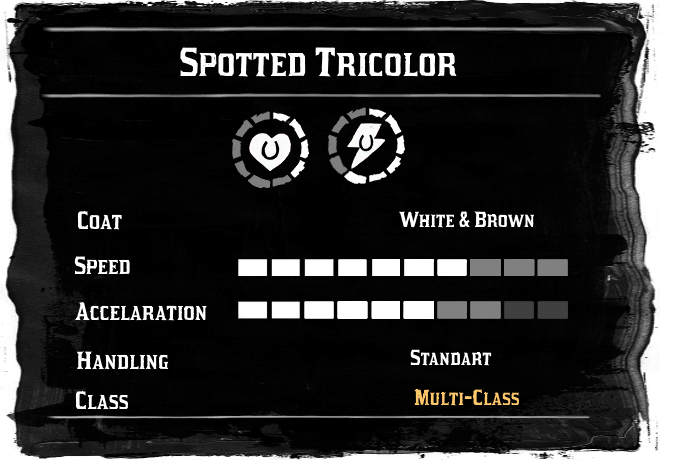 Spotted Tricolor
Coat White & Brown
Speed
Accelaration
Handling Standart
Class Multi-Class